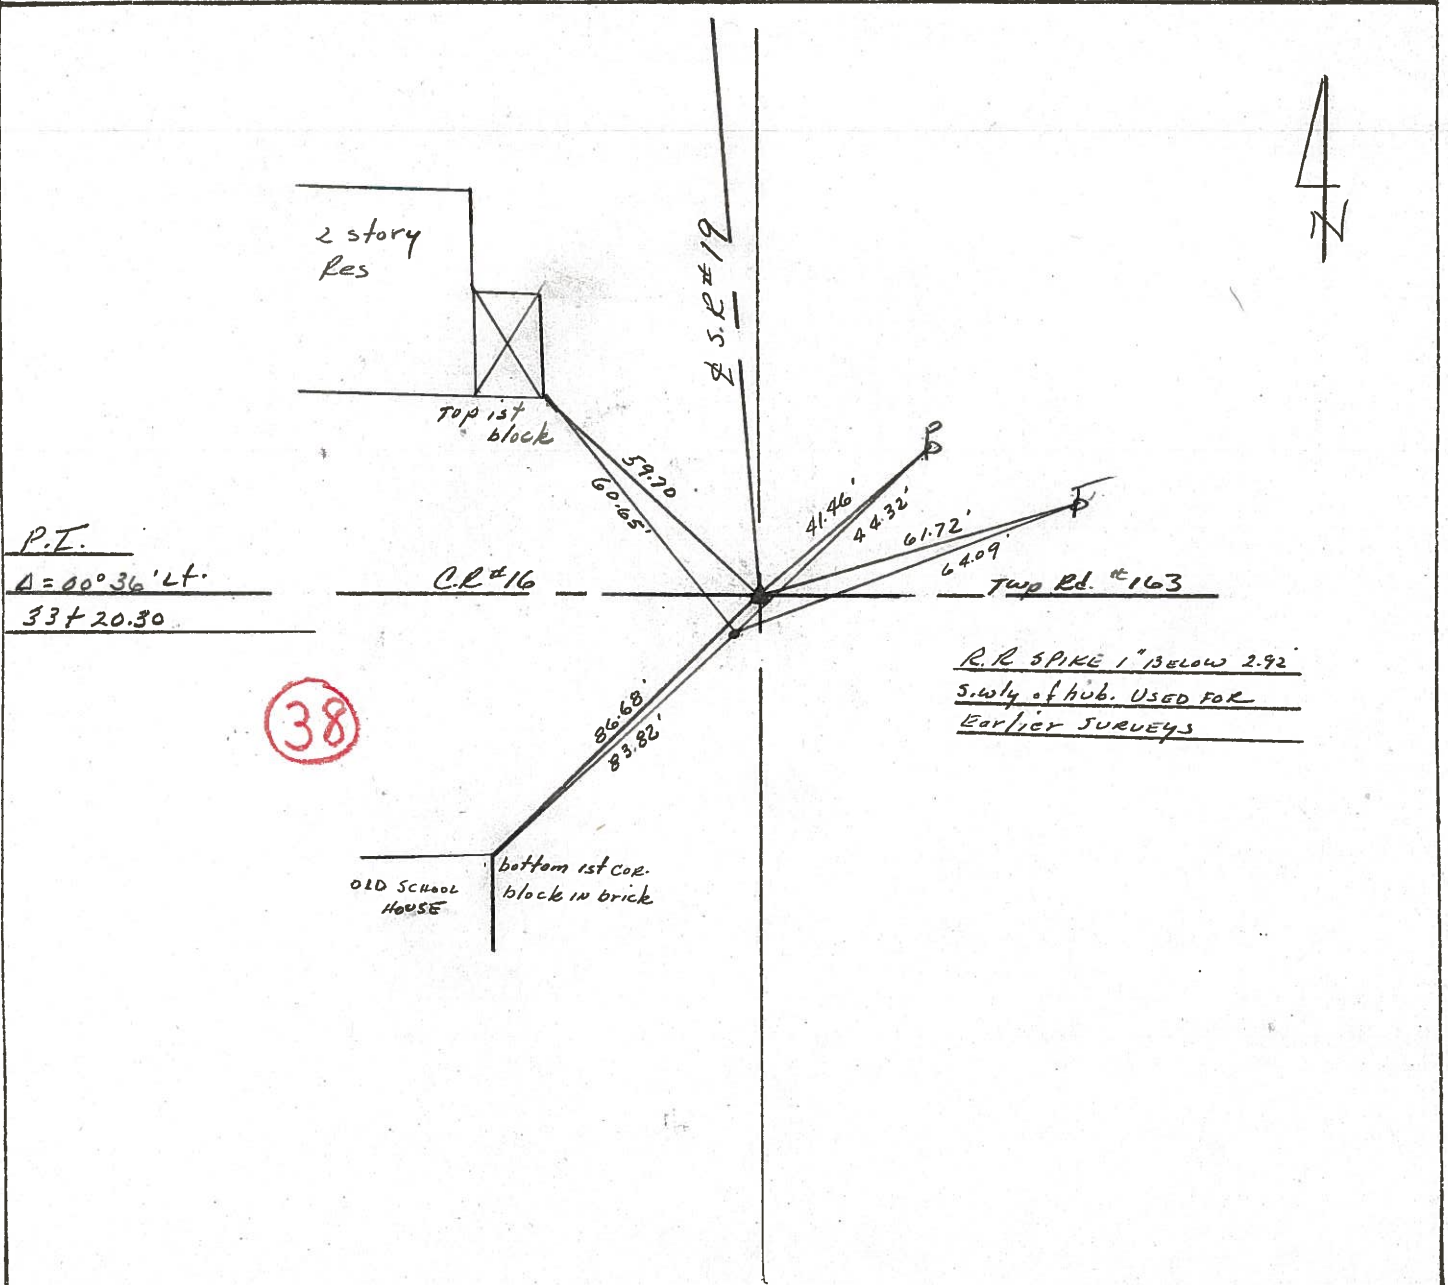 N
2 story
Res
℄ S.R #19
Top 1st
block
59.70
60.65'
41.46'
44.32'
61.72'
64.09'
P.I.
Δ = 00° 36' Lt.
33+20.30
C.R #16
Twp Rd. #163
R.R SPIKE 1" BELOW 2.92'
S.wly of hub. USED FOR
Earlier SURVEYS
38
86.68'
83.82'
bottom 1st COR.
block IN brick
OLD SCHOOL
HOUSE